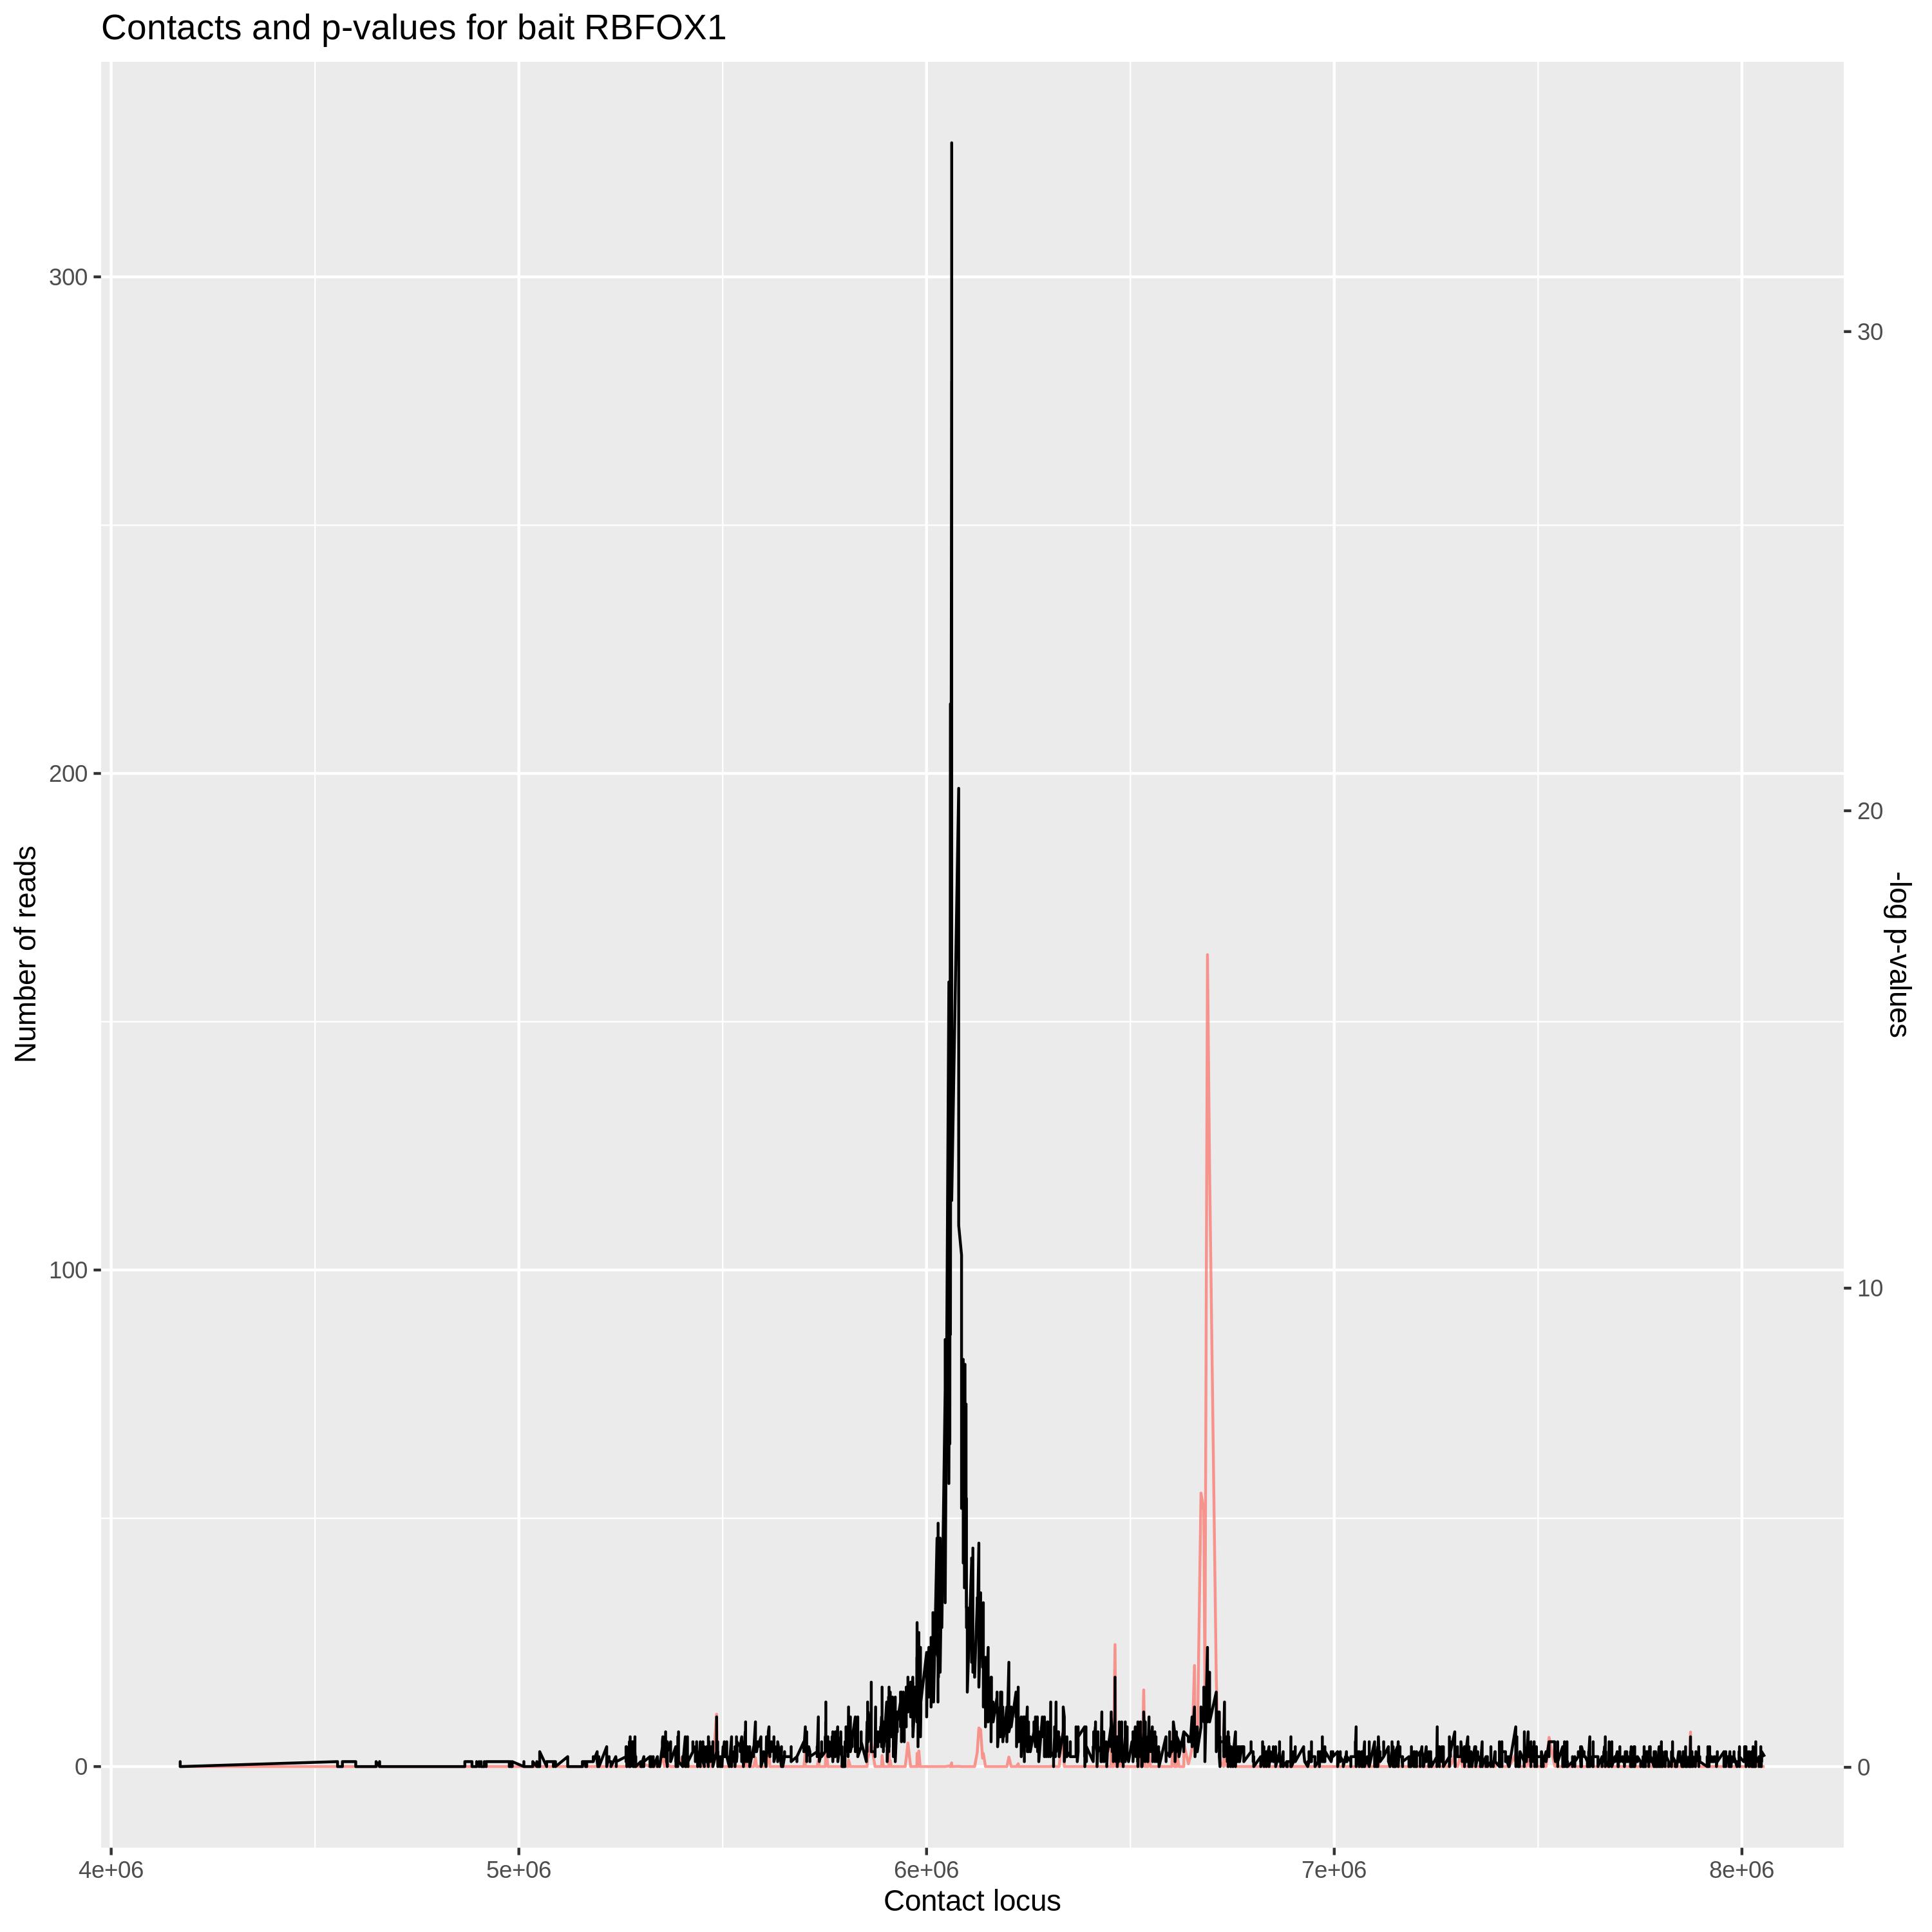 Contacts and p-values for bait RBFOX1
300
200
100
0
Number of reads
30
20
10
0
-log p-values
4e+06 5e+06 6e+06 7e+06 8e+06
Contact locus